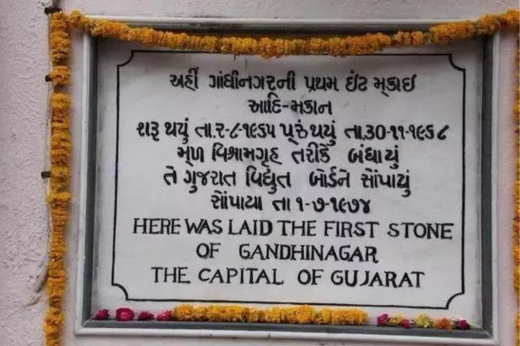 અહીં ગાંધીનગરની પ્રથમ ઇંટ મૂકાઇ
આદિ-મકાન
શરૂ થયું તા.૨-૮-૧૯૬૫ પૂરું થયું તા.૩૦-૧૧-૧૯૬૮
મૂળ વિશ્રામગૃહ તરીકે બંધાયું
તે ગુજરાત વિદ્યુત બોર્ડને સોંપાયું
સોંપાયા તા ૧-૭-૧૯૭૪
HERE WAS LAID THE FIRST STONE
OF GANDHINAGAR
THE CAPITAL OF GUJARAT